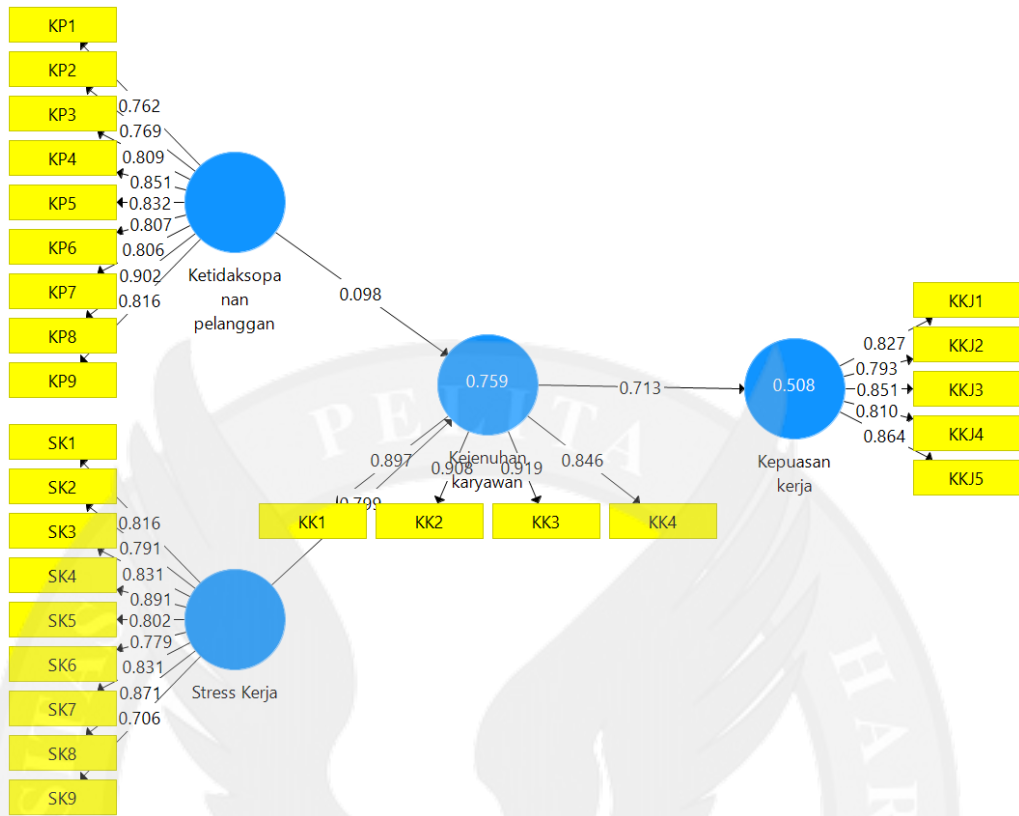 KP1
KP2
KP3
KP4
KP5
KP6
KP7
KP8
KP9
0.762
0.769
0.809
0.851
0.832
0.807
0.806
0.902
0.816
Ketidaksopa
nan
pelanggan
0.098
SK1
SK2
SK3
SK4
SK5
SK6
SK7
SK8
SK9
0.816
0.791
0.831
0.891
0.802
0.779
0.831
0.871
0.706
Stress Kerja
0.799
0.759
Kejenuhan
karyawan
0.897
0.908
0.919
0.846
KK1
KK2
KK3
KK4
0.713
0.508
Kepuasan
kerja
0.827
0.793
0.851
0.810
0.864
KKJ1
KKJ2
KKJ3
KKJ4
KKJ5
PELITA
HAR
SITAS